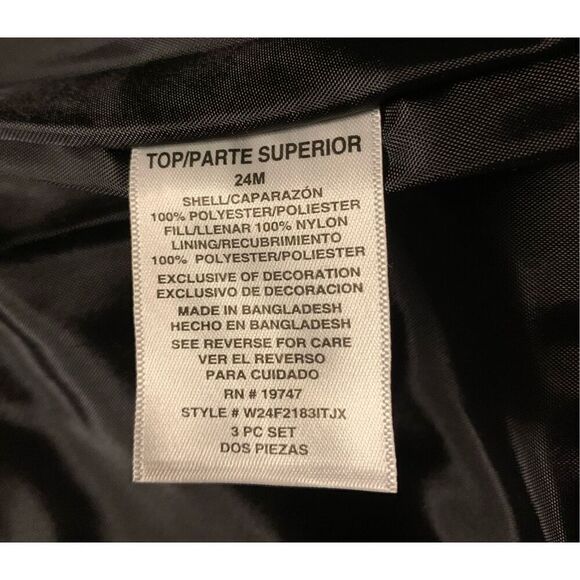 TOP/PARTE SUPERIOR
24M
SHELL/CAPARAZÓN
100% POLYESTER/POLIESTER
FILL/LLENAR 100% NYLON
LINING/RECUBRIMIENTO
100% POLYESTER/POLIESTER
EXCLUSIVE OF DECORATION
EXCLUSIVO DE DECORACION
MADE IN BANGLADESH
HECHO EN BANGLADESH
SEE REVERSE FOR CARE
VER EL REVERSO
PARA CUIDADO
RN # 19747
STYLE # W24F2183ITJX
3 PC SET
DOS PIEZAS